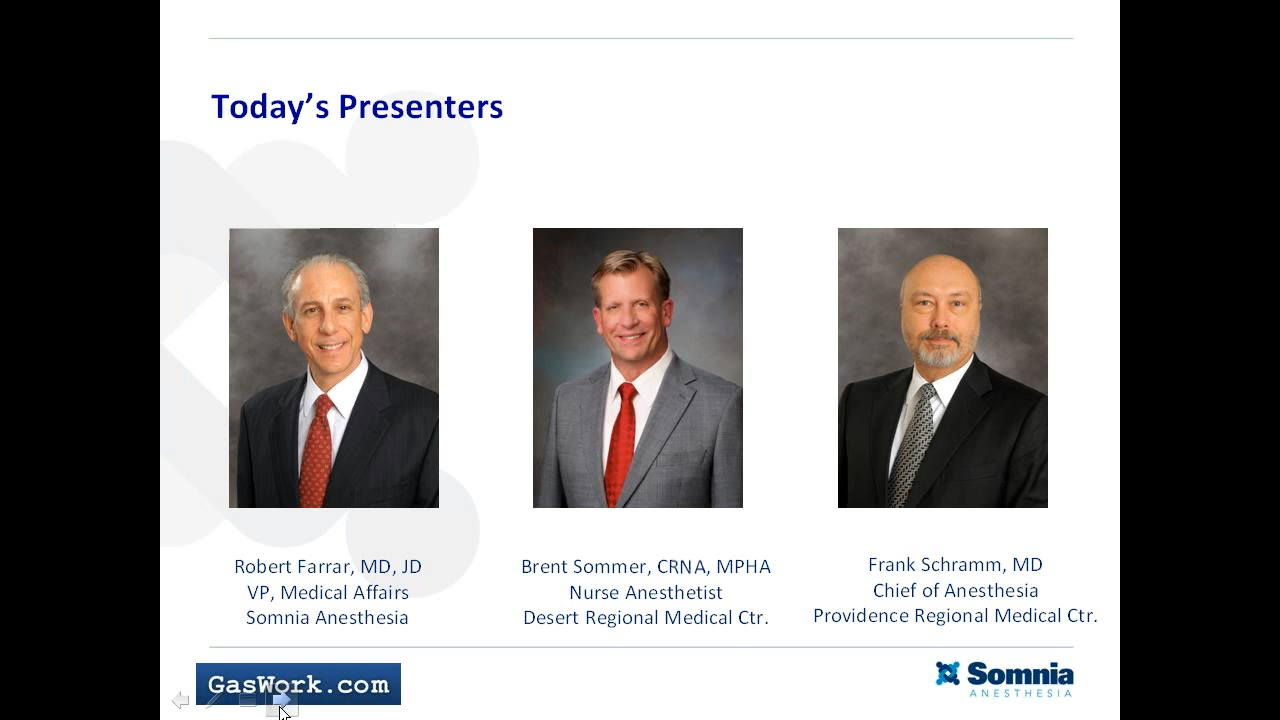 Today's Presenters
Robert Farrar, MD, JD
VP, Medical Affairs
Somnia Anesthesia
Brent Sommer, CRNA, MPHA
Nurse Anesthetist
Desert Regional Medical Ctr.
Frank Schramm, MD
Chief of Anesthesia
Providence Regional Medical Ctr.
GasWork.com
Somnia
ANESTHESIA